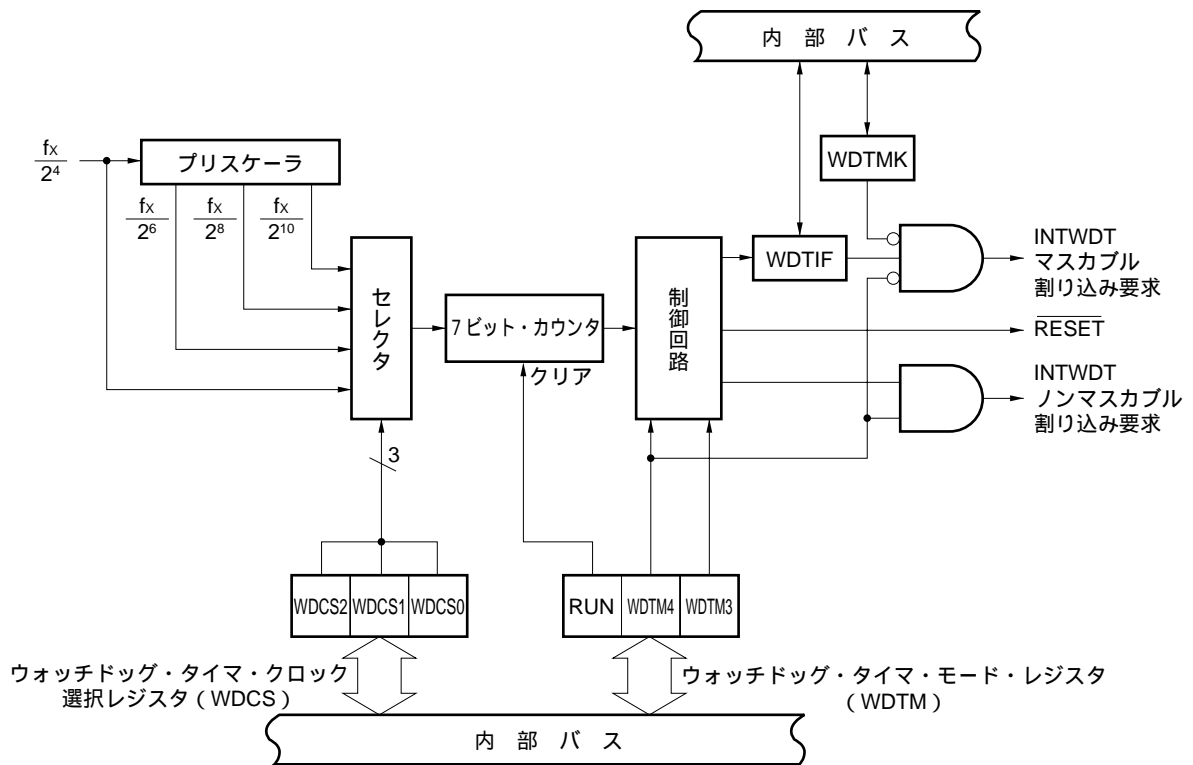 内 部 バ ス
fX
2⁴
プリスケーラ
WDTMK
fX
2⁶
fX
2⁸
fX
2¹⁰
セレクタ
7 ビット・カウンタ
クリア
制御回路
WDTIF
INTWDT
マスカブル
割り込み要求
RESET
INTWDT
ノンマスカブル
割り込み要求
3
WDCS2 WDCS1 WDCS0
RUN WDTM4 WDTM3
ウォッチドッグ・タイマ・クロック
選択レジスタ（WDCS）
ウォッチドッグ・タイマ・モード・レジスタ
（WDTM）
内 部 バ ス